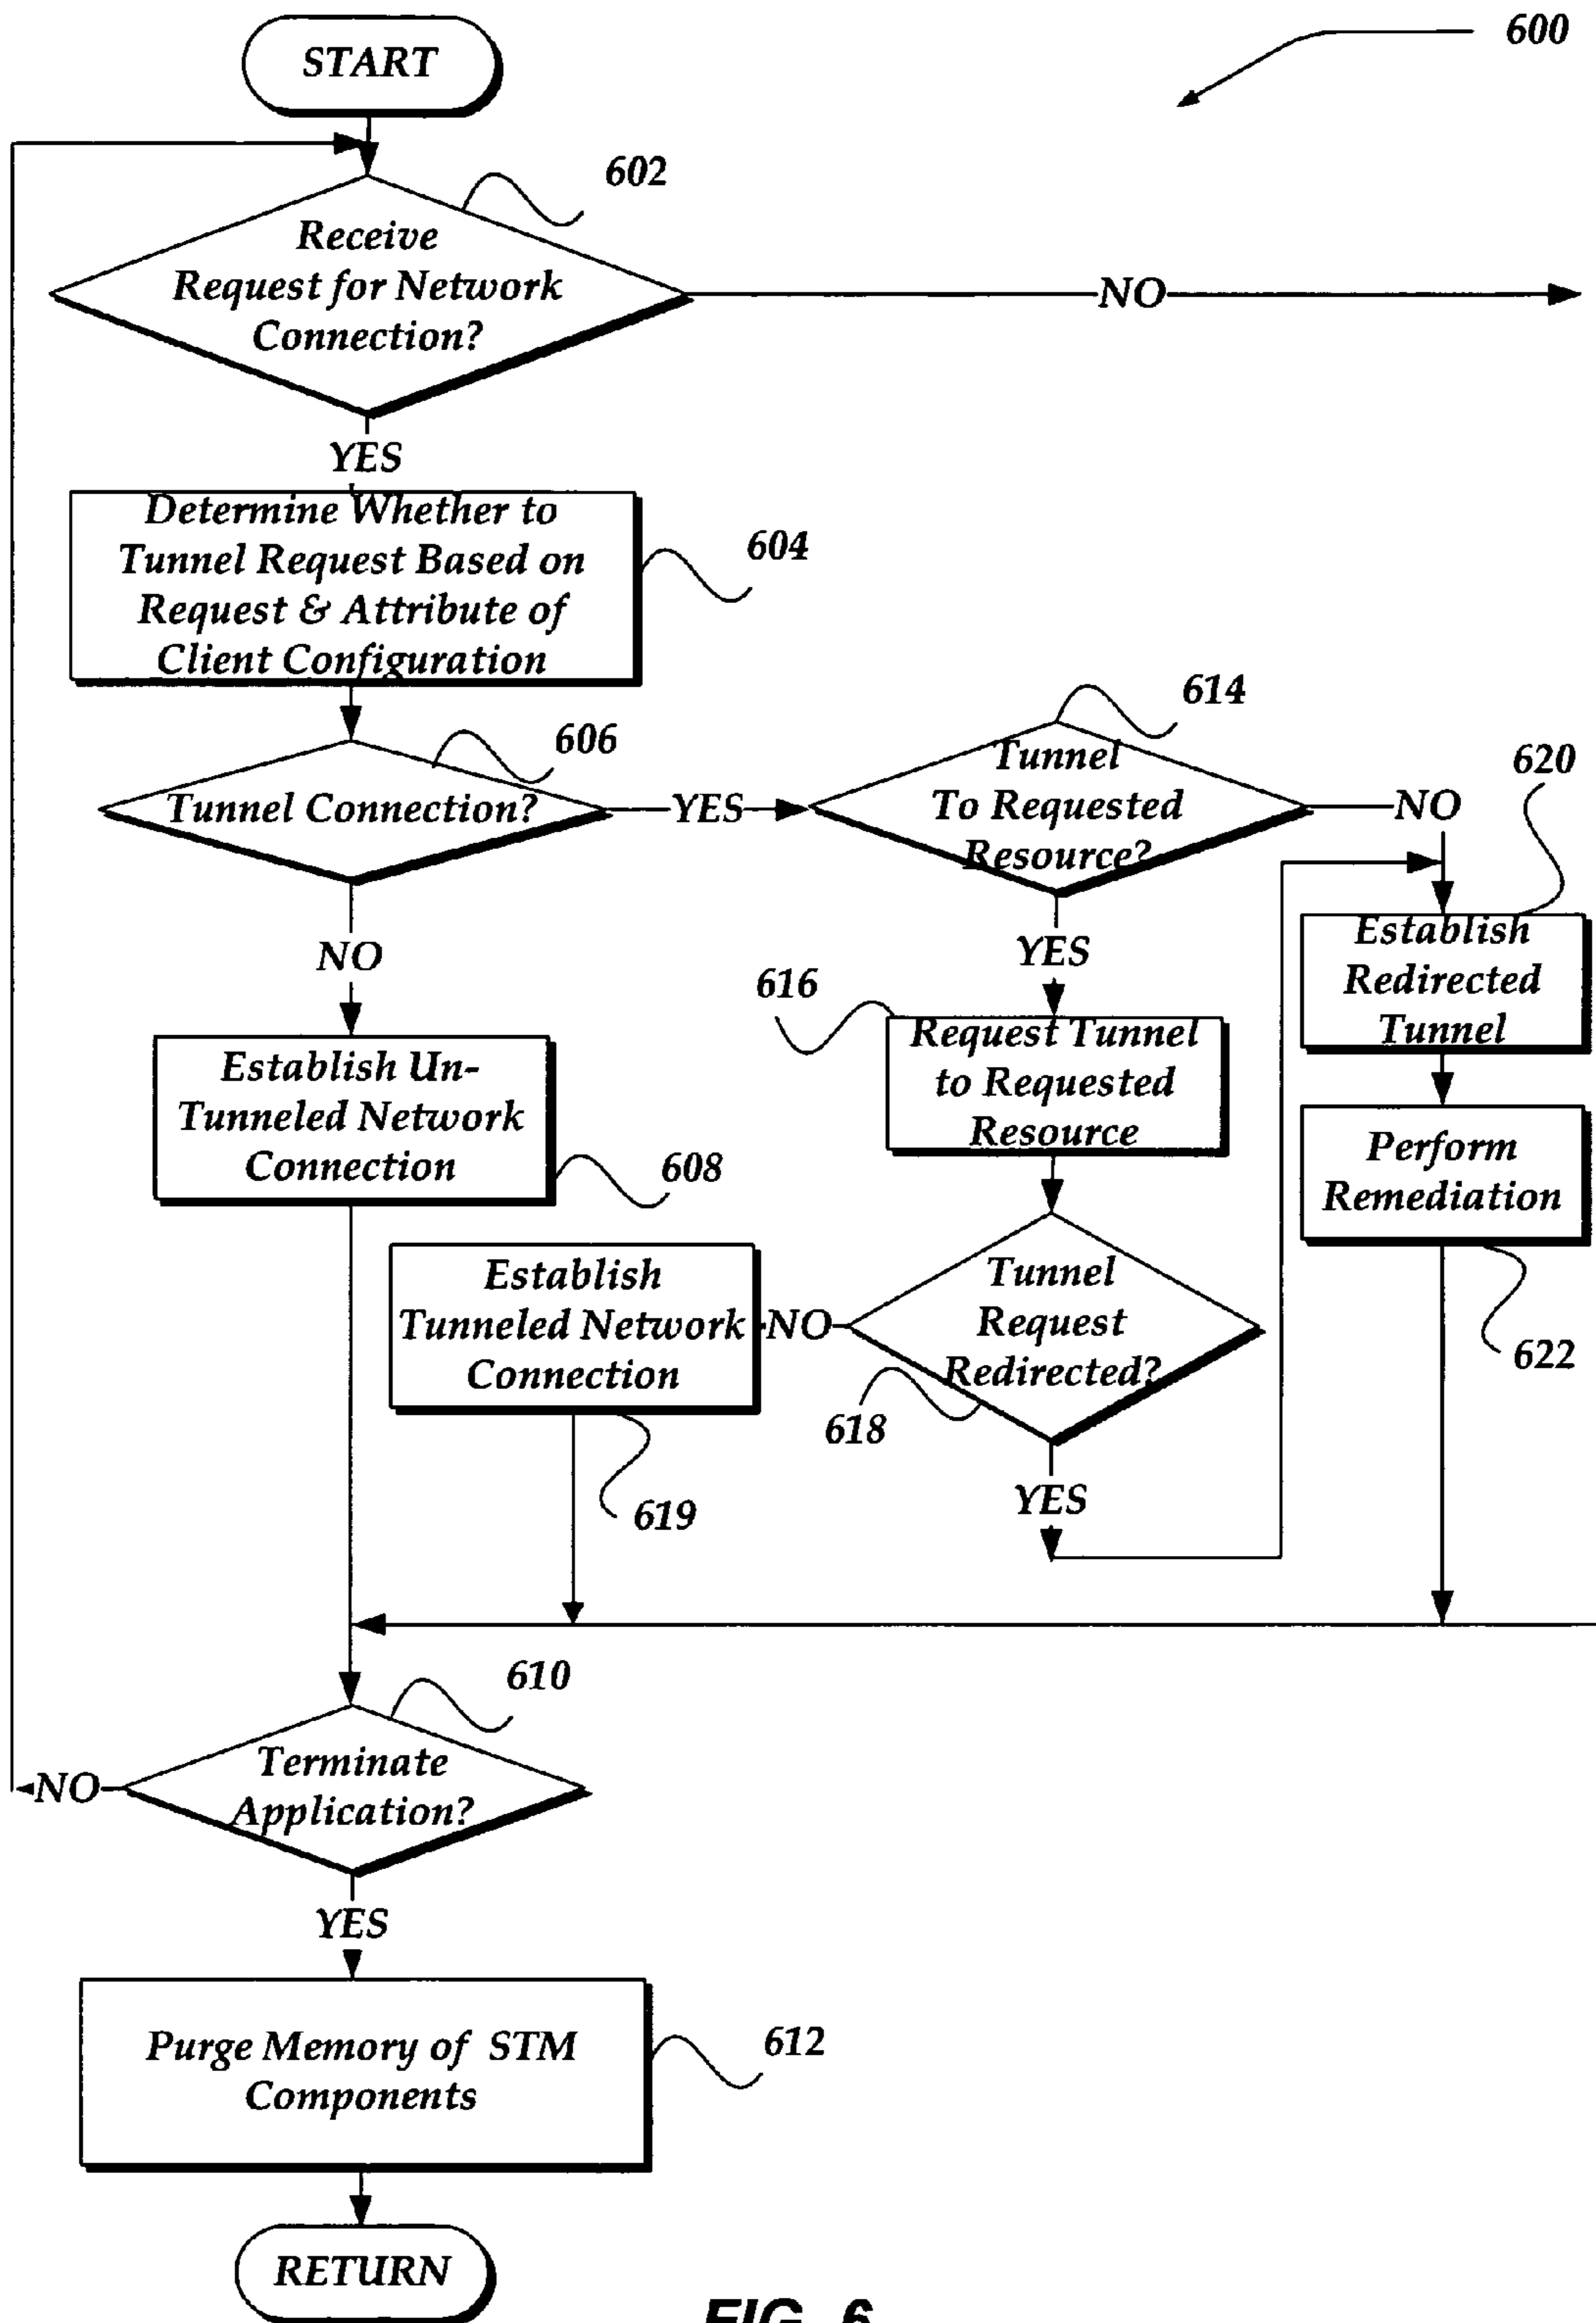 START
600
602
Receive
Request for Network
Connection?
NO
YES
Determine Whether to
Tunnel Request Based on
Request & Attribute of
Client Configuration
604
606
Tunnel Connection?
YES
614
Tunnel
To Requested
Resource?
NO
620
NO
YES
Establish
Redirected
Tunnel
616
Request Tunnel
to Requested
Resource
Establish Un-
Tunneled Network
Connection
608
Perform
Remediation
622
Establish
Tunneled Network
Connection
619
NO
Tunnel
Request
Redirected?
618
YES
610
Terminate
Application?
NO
YES
Purge Memory of STM
Components
612
RETURN
FIG. 6